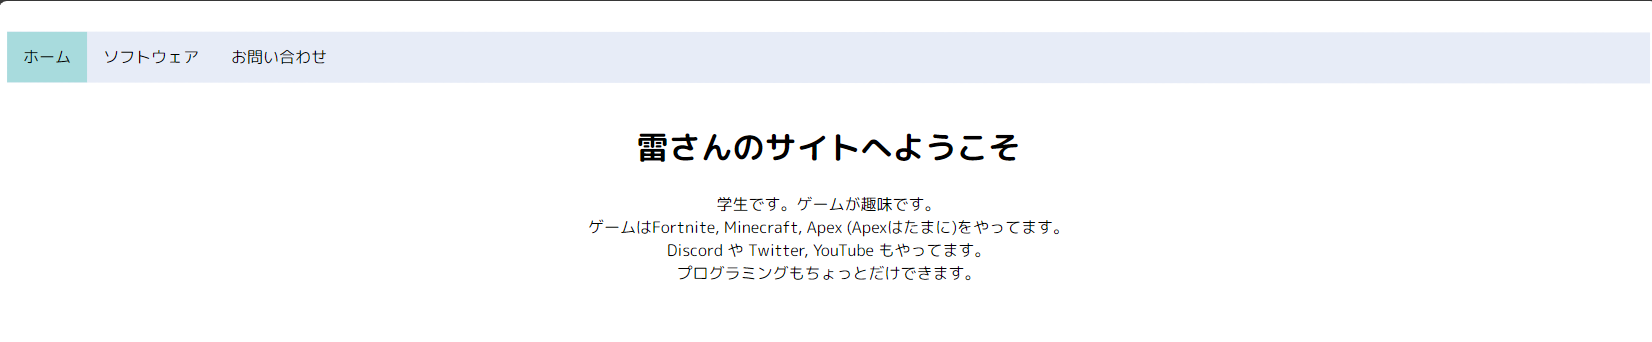 ホーム ソフトウェア お問い合わせ
雷さんのサイトへようこそ
学生です。ゲームが趣味です。
ゲームはFortnite, Minecraft, Apex (Apexはたまに)をやってます。
Discord や Twitter, YouTube もやってます。
プログラミングもちょっとだけできます。